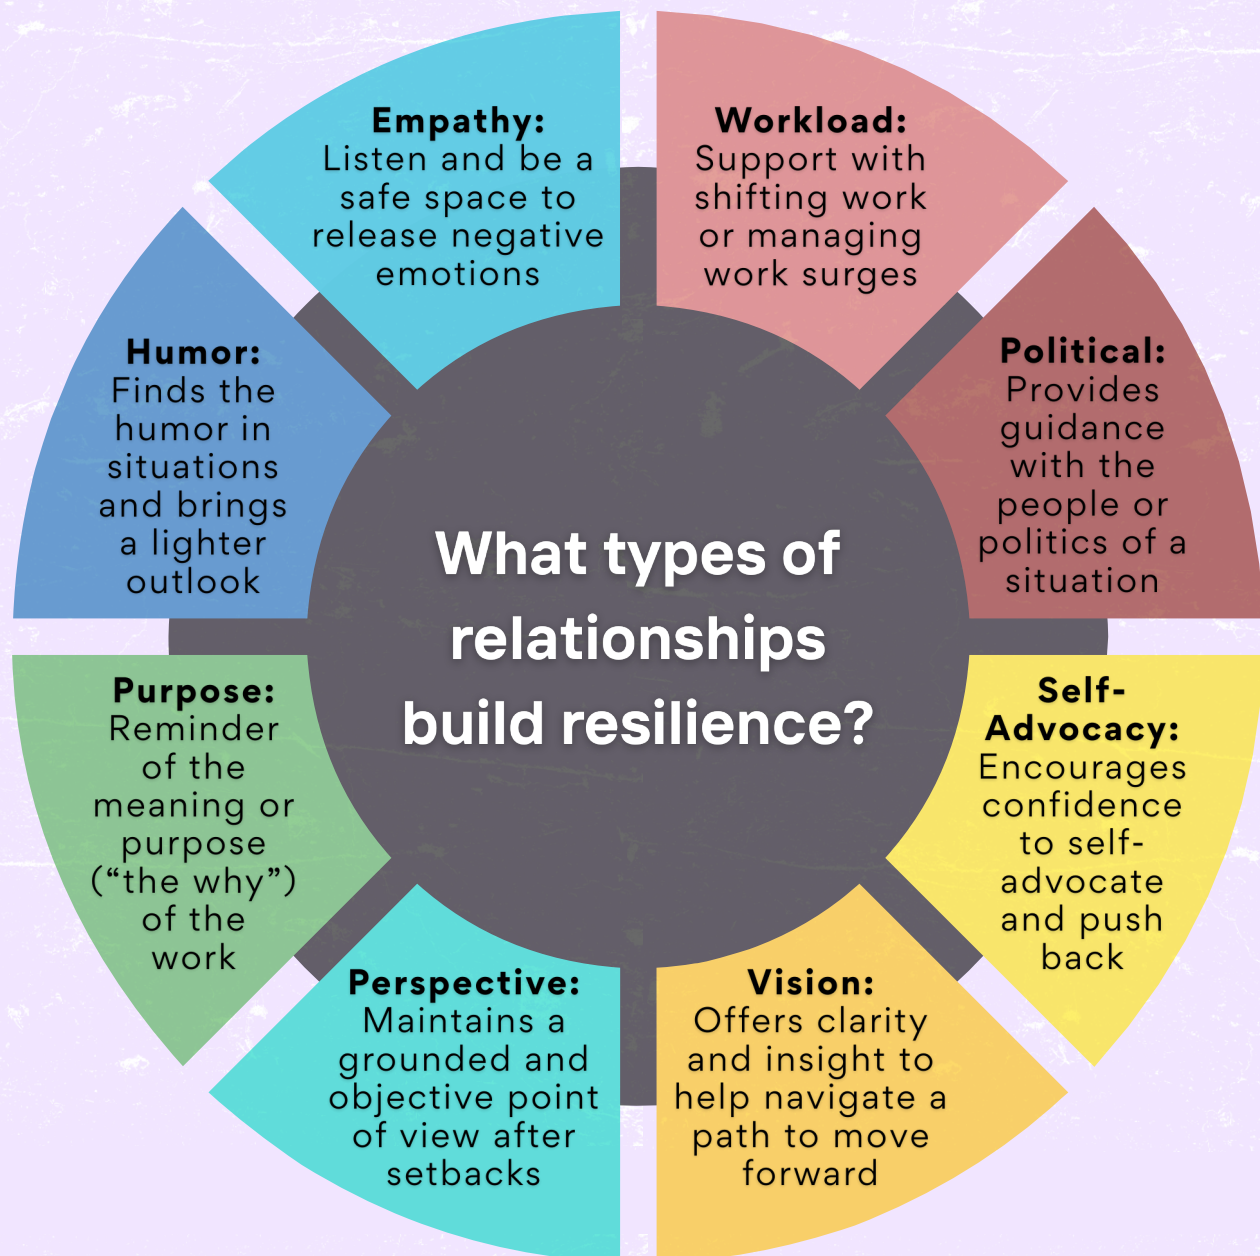 What types of
relationships
build resilience?
Workload:
Support with
shifting work
or managing
work surges
Political:
Provides
guidance
with the
people or
politics of a
situation
Self-
Advocacy:
Encourages
confidence
to self-
advocate
and push
back
Vision:
Offers clarity
and insight to
help navigate a
path to move
forward
Perspective:
Maintains a
grounded and
objective point
of view after
setbacks
Purpose:
Reminder
of the
meaning or
purpose
(“the why”)
of the
work
Humor:
Finds the
humor in
situations
and brings
a lighter
outlook
Empathy:
Listen and be a
safe space to
release negative
emotions